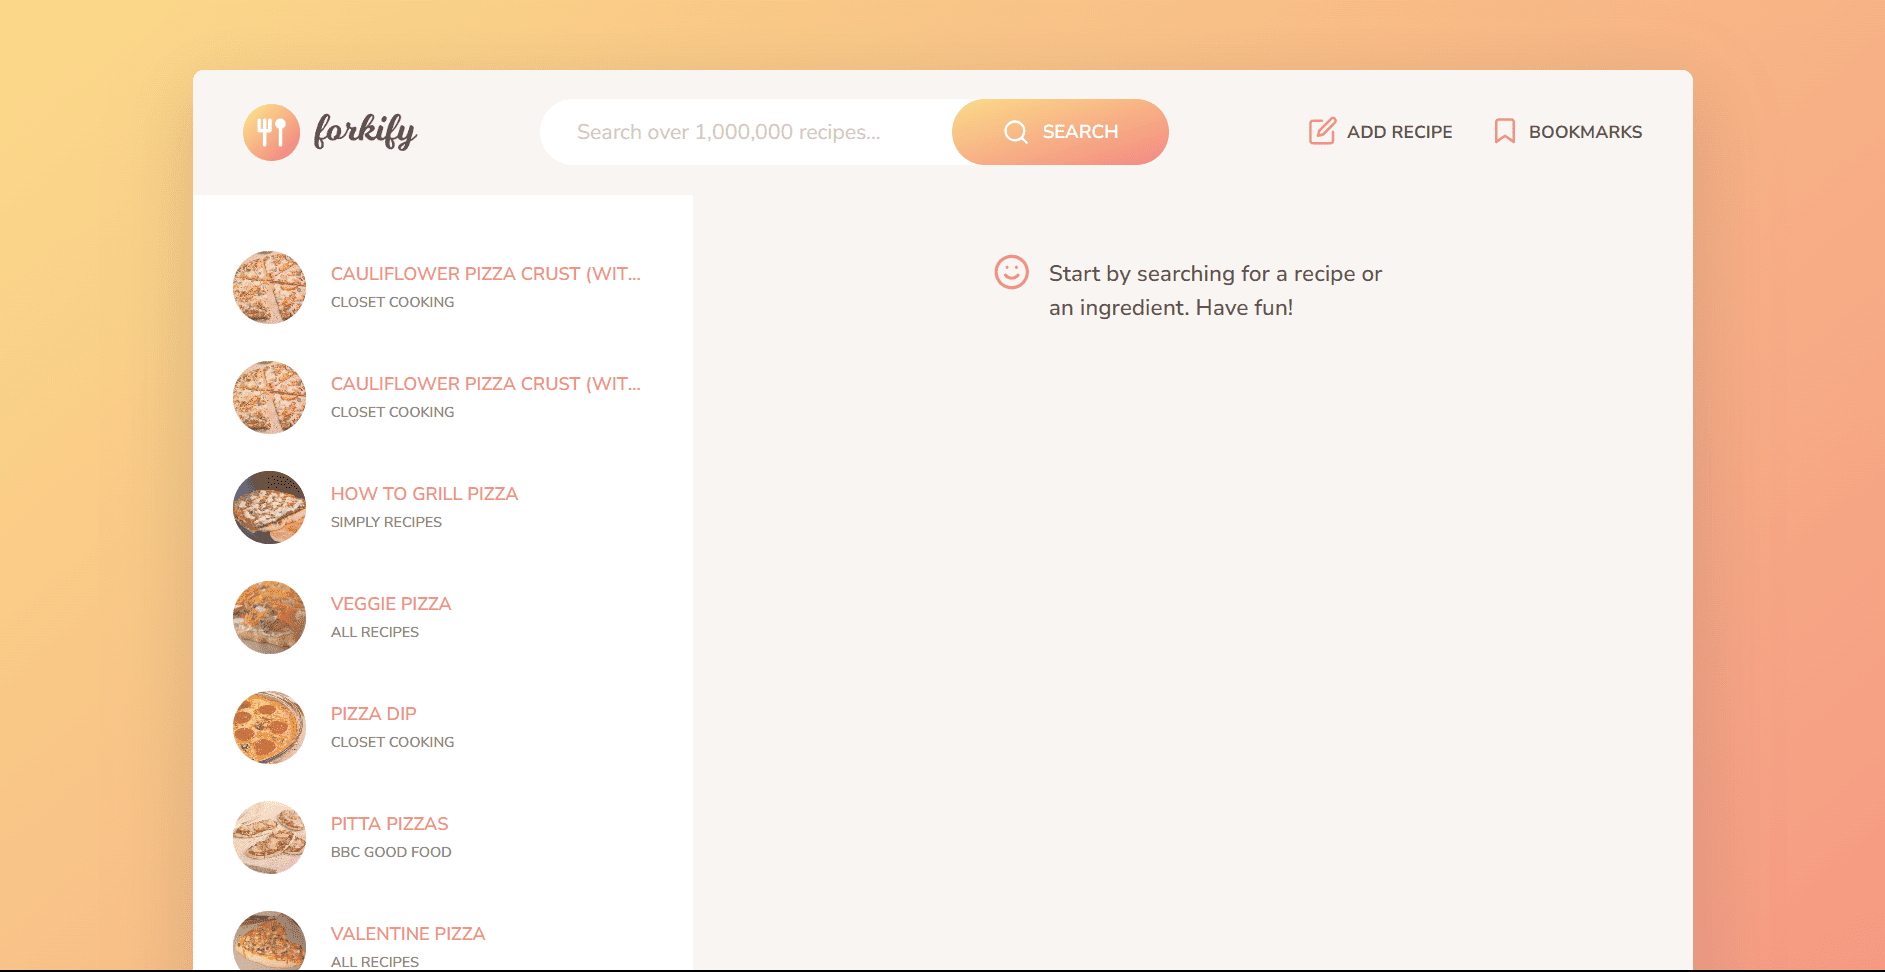 forkify
Search over 1,000,000 recipes...
SEARCH
ADD RECIPE
BOOKMARKS
CAULIFLOWER PIZZA CRUST (WIT...
CLOSET COOKING
CAULIFLOWER PIZZA CRUST (WIT...
CLOSET COOKING
HOW TO GRILL PIZZA
SIMPLY RECIPES
VEGGIE PIZZA
ALL RECIPES
PIZZA DIP
CLOSET COOKING
PITTA PIZZAS
BBC GOOD FOOD
VALENTINE PIZZA
ALL RECIPES
Start by searching for a recipe or
an ingredient. Have fun!